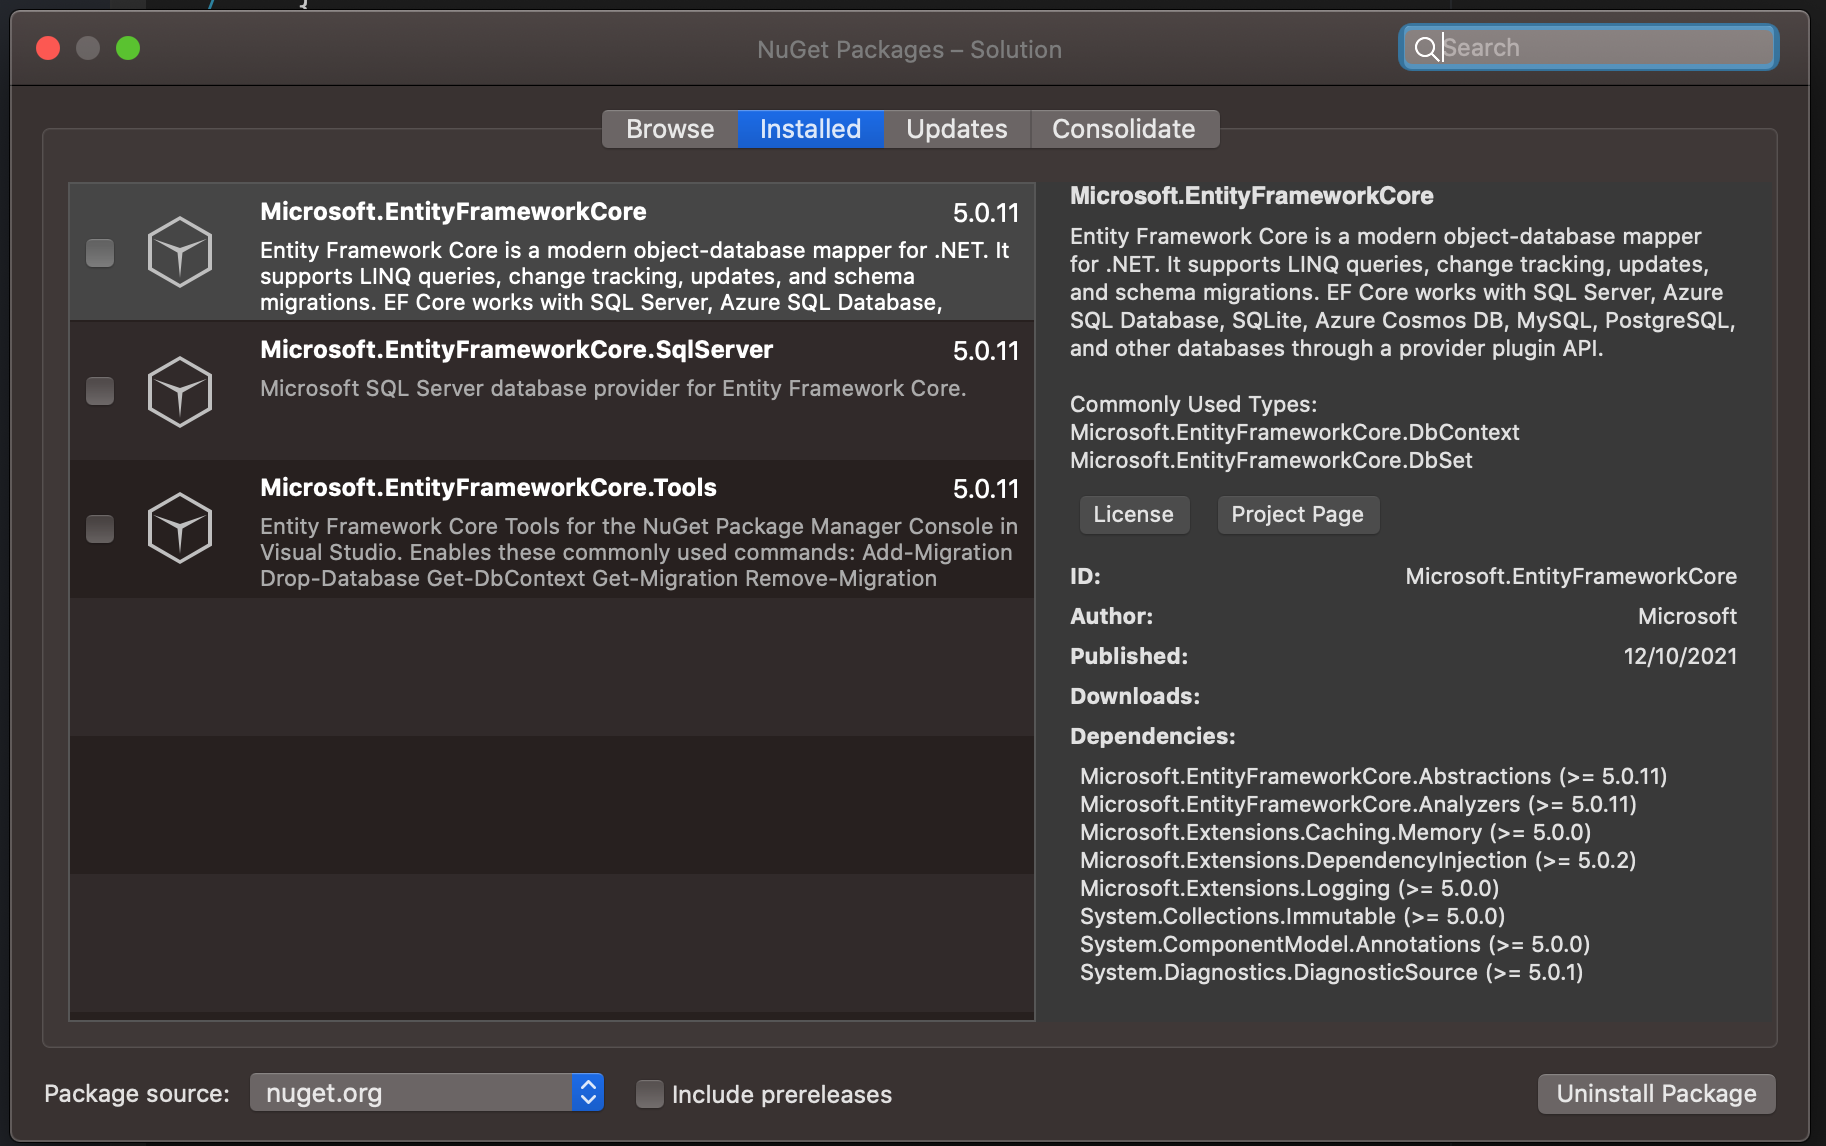 NuGet Packages – Solution
Search
Browse
Installed
Updates
Consolidate
Microsoft.EntityFrameworkCore
5.0.11
Entity Framework Core is a modern object-database mapper for .NET. It
supports LINQ queries, change tracking, updates, and schema
migrations. EF Core works with SQL Server, Azure SQL Database,
Microsoft.EntityFrameworkCore.SqlServer
5.0.11
Microsoft SQL Server database provider for Entity Framework Core.
Microsoft.EntityFrameworkCore.Tools
5.0.11
Entity Framework Core Tools for the NuGet Package Manager Console in
Visual Studio. Enables these commonly used commands: Add-Migration
Drop-Database Get-DbContext Get-Migration Remove-Migration
Microsoft.EntityFrameworkCore
Entity Framework Core is a modern object-database mapper
for .NET. It supports LINQ queries, change tracking, updates,
and schema migrations. EF Core works with SQL Server, Azure
SQL Database, SQLite, Azure Cosmos DB, MySQL, PostgreSQL,
and other databases through a provider plugin API.
Commonly Used Types:
Microsoft.EntityFrameworkCore.DbContext
Microsoft.EntityFrameworkCore.DbSet
License
Project Page
ID: Microsoft.EntityFrameworkCore
Author: Microsoft
Published: 12/10/2021
Downloads:
Dependencies:
Microsoft.EntityFrameworkCore.Abstractions (>= 5.0.11)
Microsoft.EntityFrameworkCore.Analyzers (>= 5.0.11)
Microsoft.Extensions.Caching.Memory (>= 5.0.0)
Microsoft.Extensions.DependencyInjection (>= 5.0.2)
Microsoft.Extensions.Logging (>= 5.0.0)
System.Collections.Immutable (>= 5.0.0)
System.ComponentModel.Annotations (>= 5.0.0)
System.Diagnostics.DiagnosticSource (>= 5.0.1)
Package source: nuget.org
Include prereleases
Uninstall Package